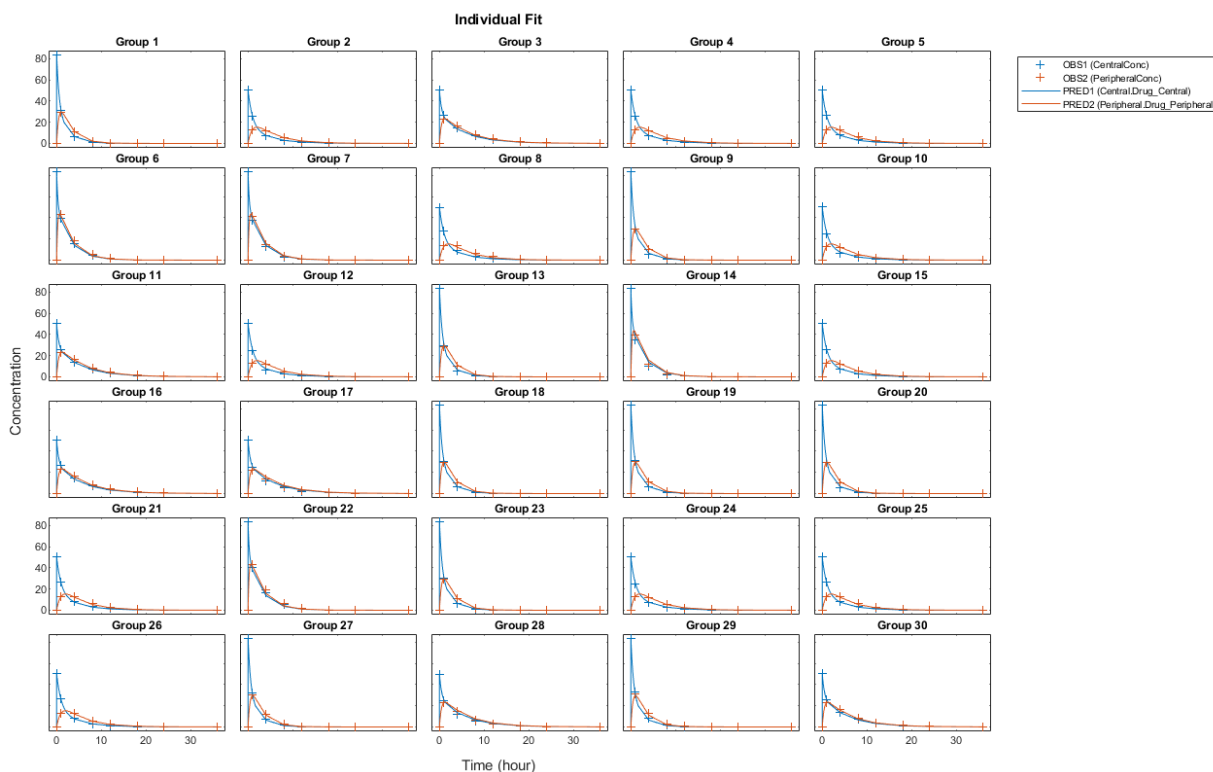 Individual Fit
Group 1
Group 2
Group 3
Group 4
Group 5
80
60
40
20
0
OBS1 (CentralConc)
OBS2 (PeripheralConc)
PRED1 (Central.Drug_Central)
PRED2 (Peripheral.Drug_Peripheral)
Group 6
Group 7
Group 8
Group 9
Group 10
Group 11
Group 12
Group 13
Group 14
Group 15
80
60
40
20
0
Concentration
Group 16
Group 17
Group 18
Group 19
Group 20
Group 21
Group 22
Group 23
Group 24
Group 25
80
60
40
20
0
Group 26
Group 27
Group 28
Group 29
Group 30
0 10 20 30
0 10 20 30
0 10 20 30
Time (hour)